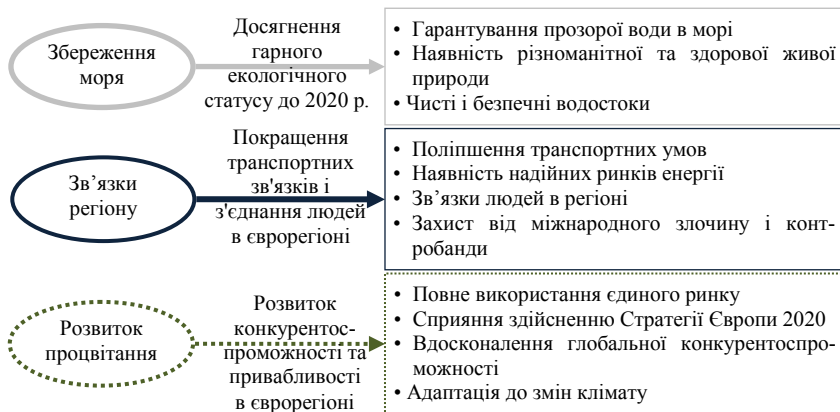 Збереження
моря
Досягнення
гарного
екологічного
статусу до 2020 р.
• Гарантування прозорої води в морі
• Наявність різноманітної та здорової живої
природи
• Чисті і безпечні водостоки
Зв’язки
регіону
Покращення
транспортних
зв'язків і
з'єднання людей
в єврорегіоні
• Поліпшення транспортних умов
• Наявність надійних ринків енергії
• Зв’язки людей в регіоні
• Захист від міжнародного злочину і конт-
робанди
Розвиток
процвітання
Розвиток
конкурентос-
проможності та
привабливості
в єврорегіоні
• Повне використання єдиного ринку
• Сприяння здійсненню Стратегії Європи 2020
• Вдосконалення глобальної конкурентоспро-
можності
• Адаптація до змін клімату